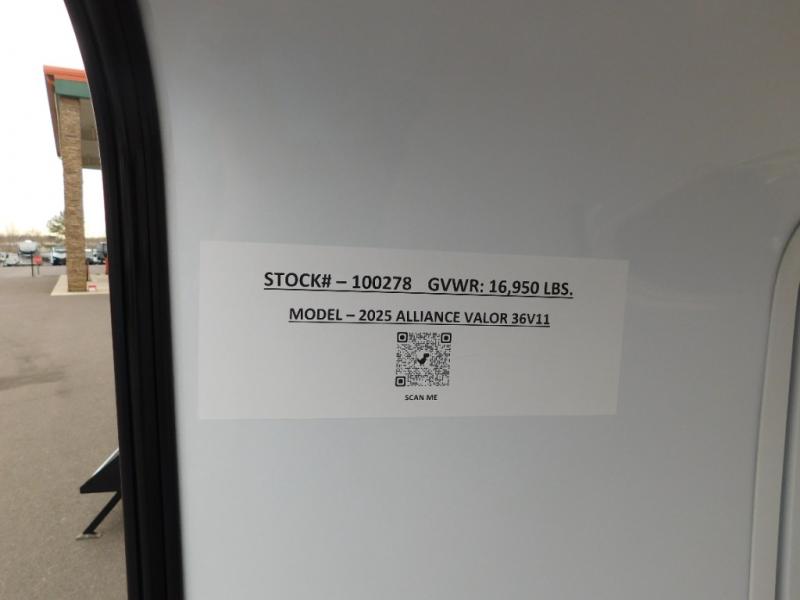 STOCK# – 100278 GVWR: 16,950 LBS.
MODEL – 2025 ALLIANCE VALOR 36V11
SCAN ME